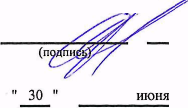 (подпись)
" 30 " июня